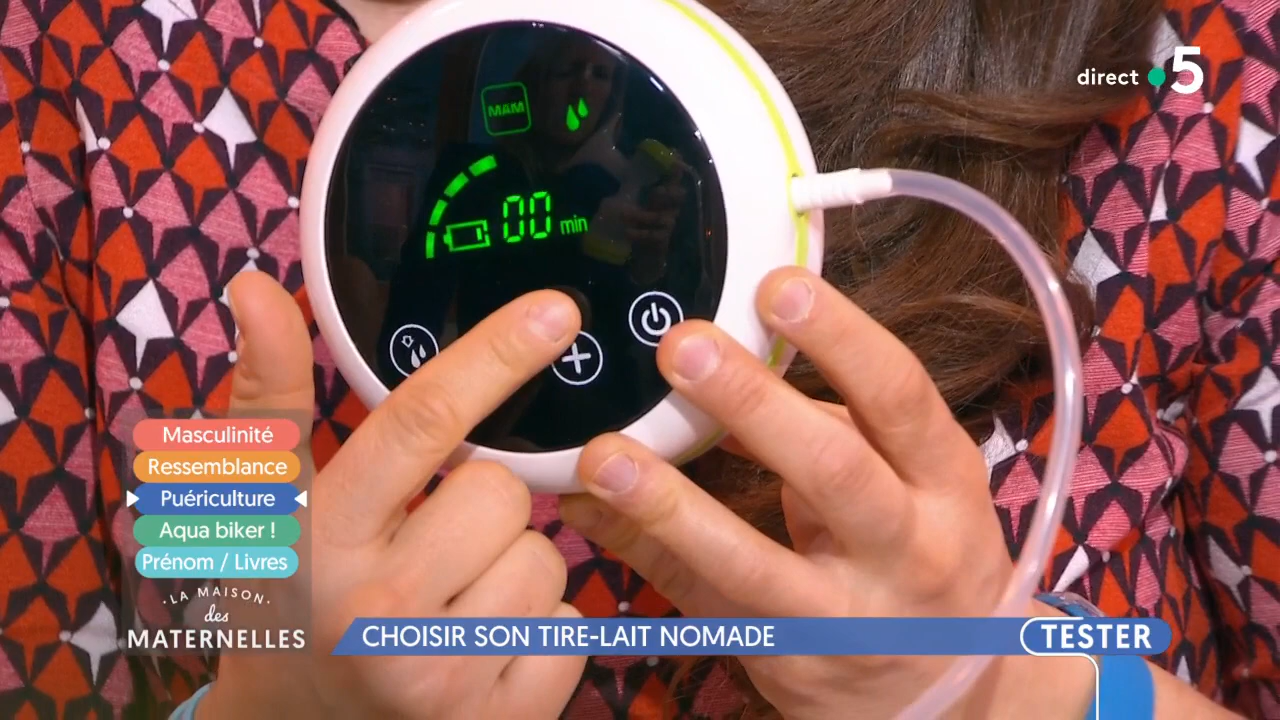 direct 5
MAM
00 min
Masculinité
Ressemblance
Puériculture
Aqua biker !
Prénom / Livres
·LA MAISON·
des
MATERNELLES
CHOISIR SON TIRE-LAIT NOMADE
TESTER